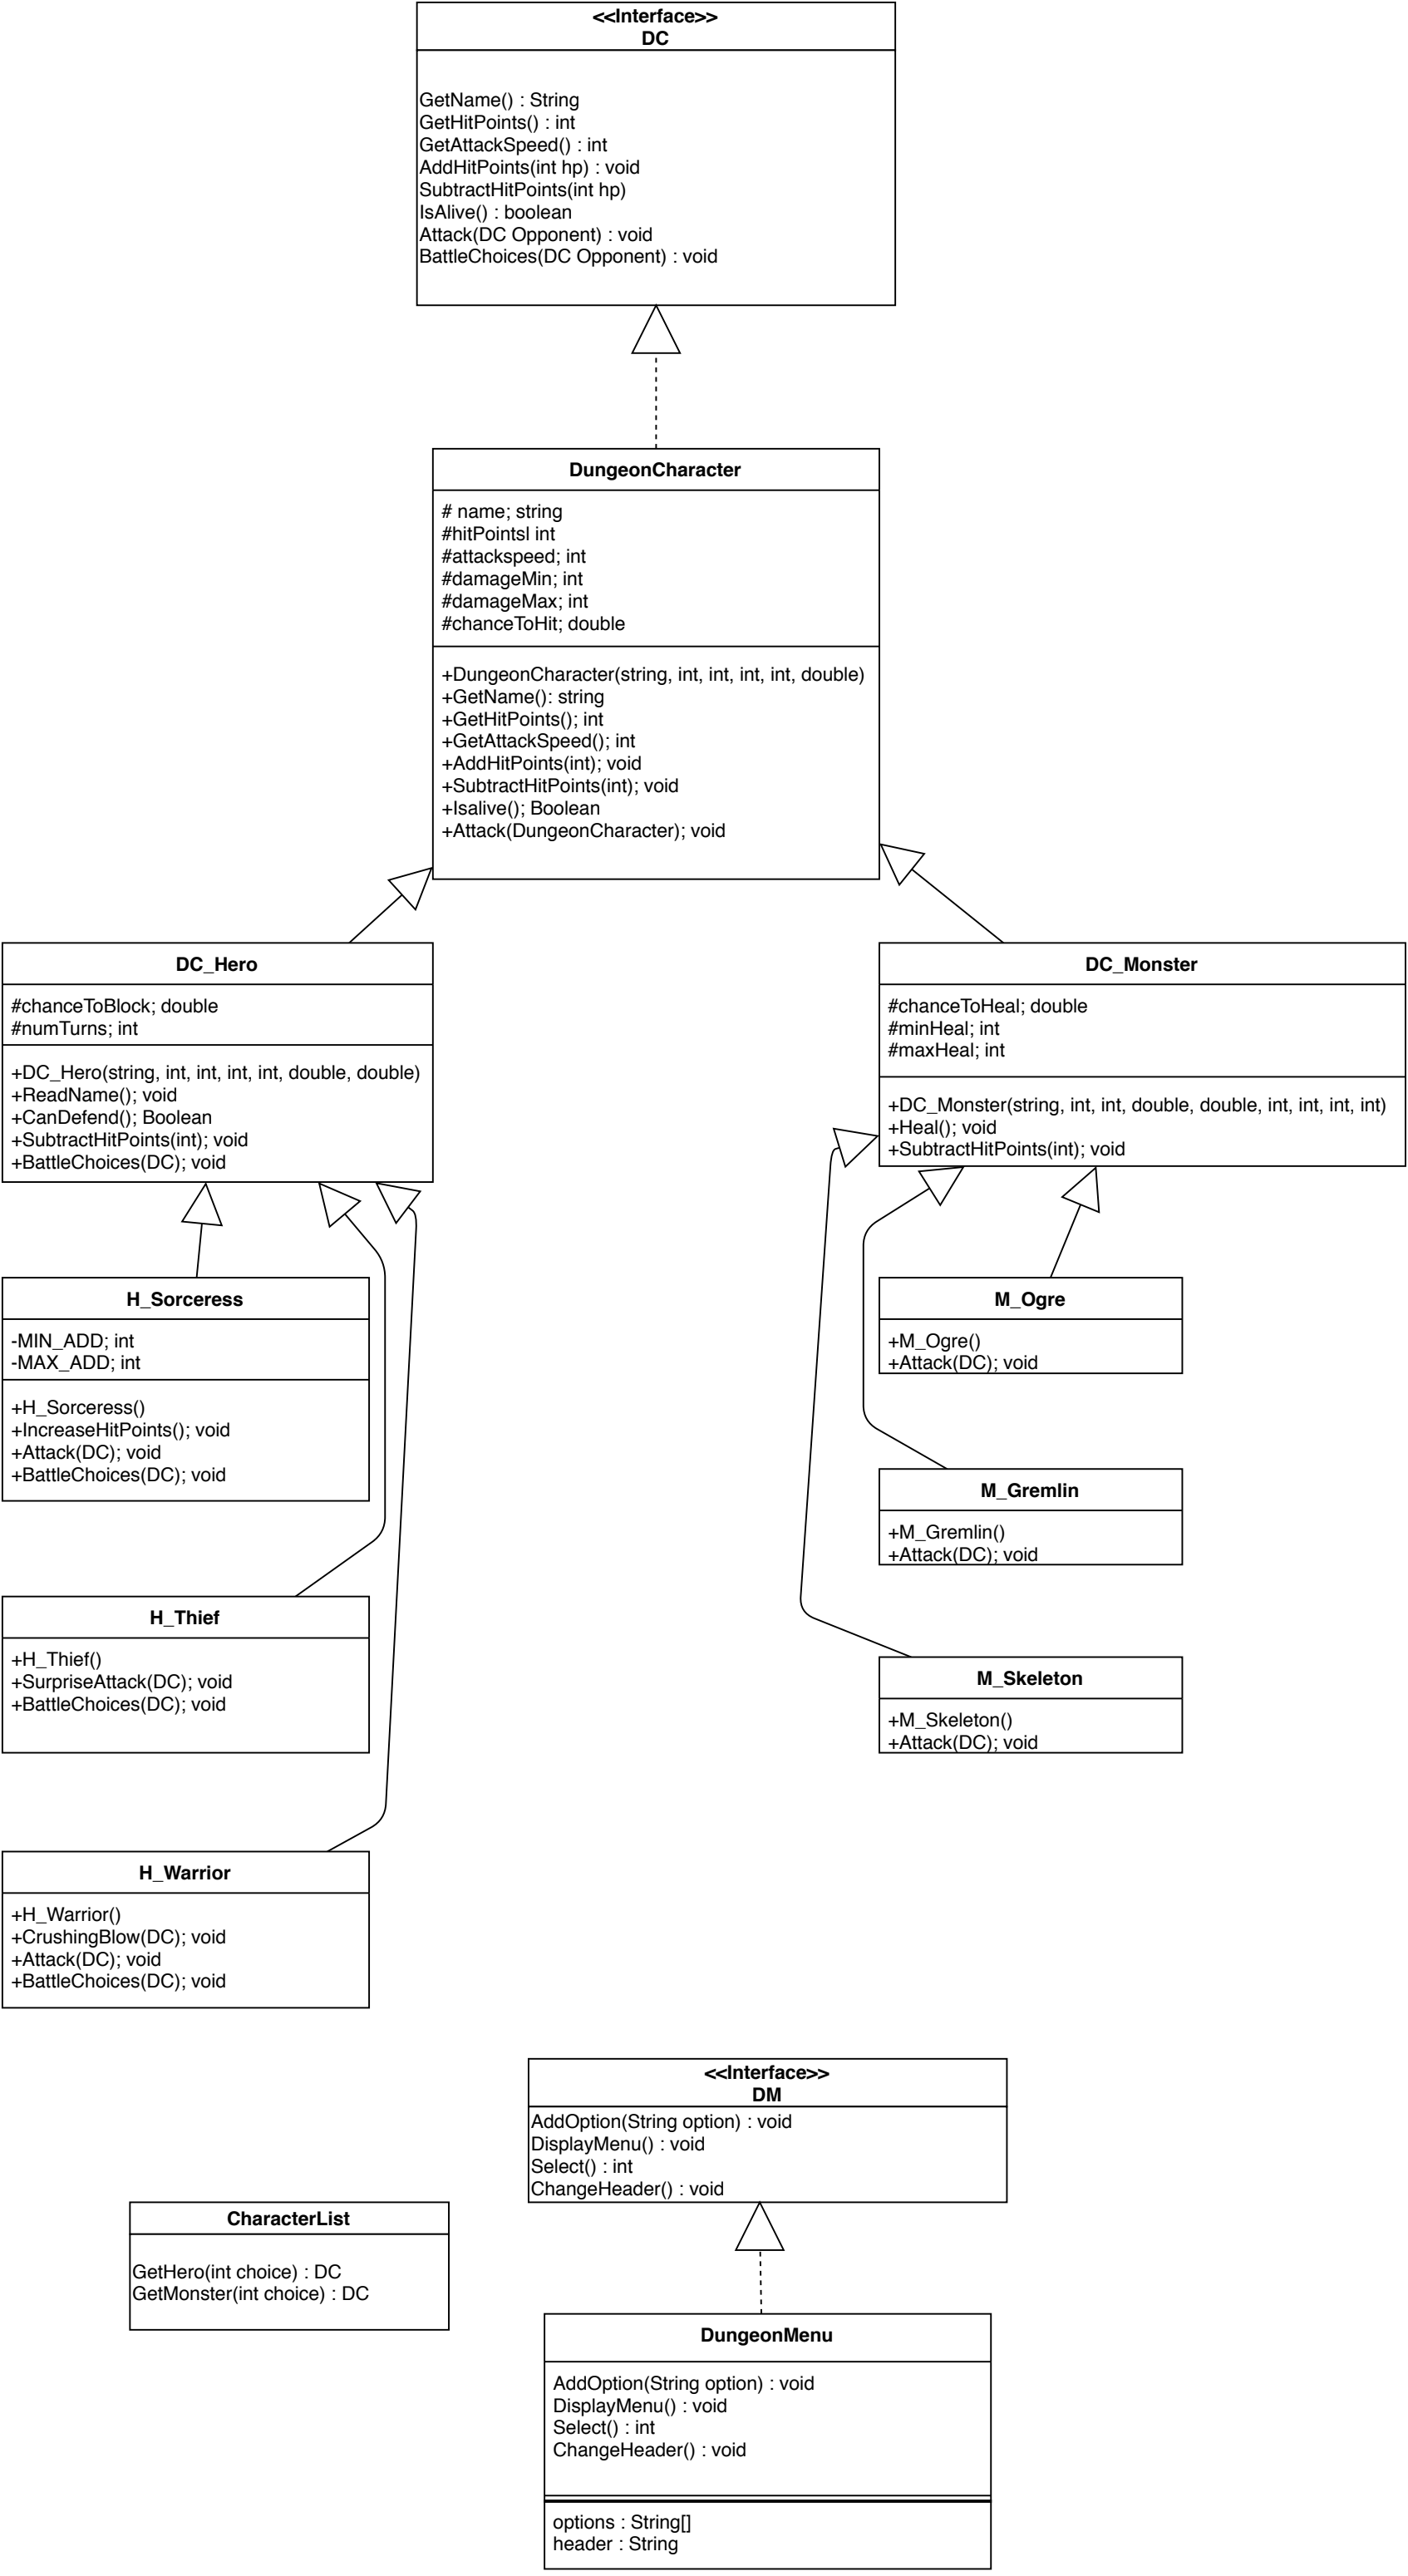 <<Interface>>
DC
GetName() : String
GetHitPoints() : int
GetAttackSpeed() : int
AddHitPoints(int hp) : void
SubtractHitPoints(int hp)
IsAlive() : boolean
Attack(DC Opponent) : void
BattleChoices(DC Opponent) : void
DungeonCharacter
# name; string
#hitPointsl int
#attackspeed; int
#damageMin; int
#damageMax; int
#chanceToHit; double
+DungeonCharacter(string, int, int, int, int, double)
+GetName(): string
+GetHitPoints(); int
+GetAttackSpeed(); int
+AddHitPoints(int); void
+SubtractHitPoints(int); void
+Isalive(); Boolean
+Attack(DungeonCharacter); void
DC_Hero
#chanceToBlock; double
#numTurns; int
+DC_Hero(string, int, int, int, int, double, double)
+ReadName(); void
+CanDefend(); Boolean
+SubtractHitPoints(int); void
+BattleChoices(DC); void
DC_Monster
#chanceToHeal; double
#minHeal; int
#maxHeal; int
+DC_Monster(string, int, int, double, double, int, int, int, int)
+Heal(); void
+SubtractHitPoints(int); void
H_Sorceress
-MIN_ADD; int
-MAX_ADD; int
+H_Sorceress()
+IncreaseHitPoints(); void
+Attack(DC); void
+BattleChoices(DC); void
M_Ogre
+M_Ogre()
+Attack(DC); void
M_Gremlin
+M_Gremlin()
+Attack(DC); void
H_Thief
+H_Thief()
+SurpriseAttack(DC); void
+BattleChoices(DC); void
M_Skeleton
+M_Skeleton()
+Attack(DC); void
H_Warrior
+H_Warrior()
+CrushingBlow(DC); void
+Attack(DC); void
+BattleChoices(DC); void
<<Interface>>
DM
AddOption(String option) : void
DisplayMenu() : void
Select() : int
ChangeHeader() : void
CharacterList
GetHero(int choice) : DC
GetMonster(int choice) : DC
DungeonMenu
AddOption(String option) : void
DisplayMenu() : void
Select() : int
ChangeHeader() : void
options : String[]
header : String